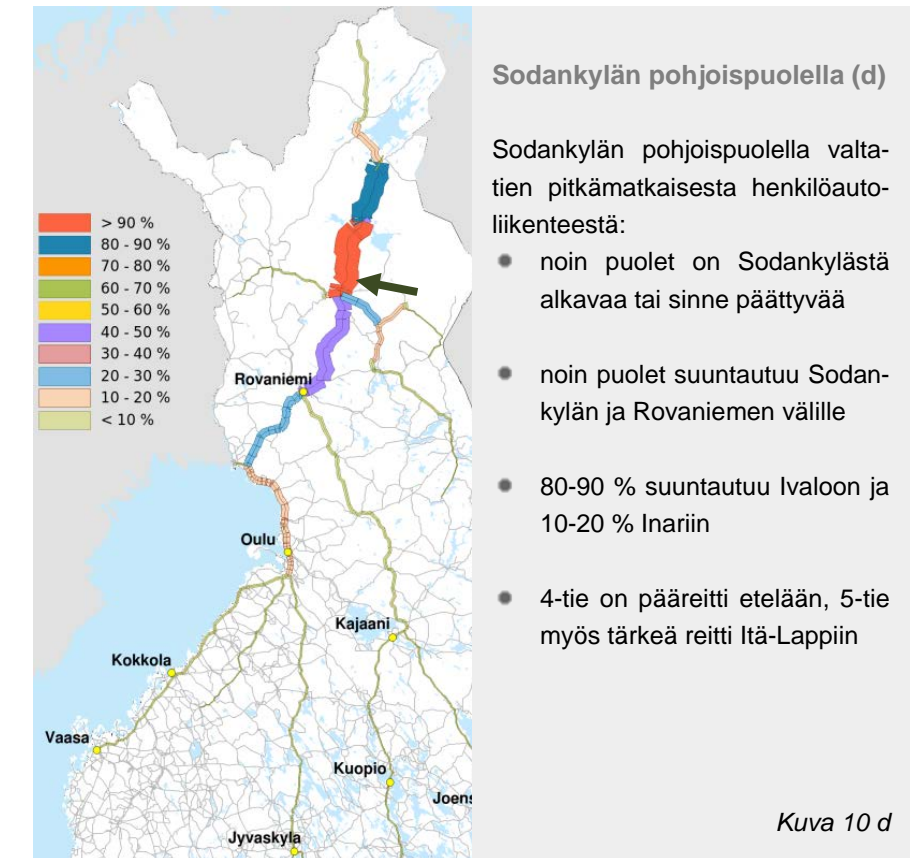 > 90 %
80 - 90 %
70 - 80 %
60 - 70 %
50 - 60 %
40 - 50 %
30 - 40 %
20 - 30 %
10 - 20 %
< 10 %
Rovaniemi
Oulu
Kajaani
Kokkola
Vaasa
Kuopio
Joens
Jyvaskyla
Sodankylän pohjoispuolella (d)
Sodankylän pohjoispuolella valta-
tien pitkämatkaisesta henkilöauto-
liikenteestä:
noin puolet on Sodankylästä
alkavaa tai sinne päättyvää
noin puolet suuntautuu Sodan-
kylän ja Rovaniemen välille
80-90 % suuntautuu Ivaloon ja
10-20 % Inariin
4-tie on pääreitti etelään, 5-tie
myös tärkeä reitti Itä-Lappiin
Kuva 10 d